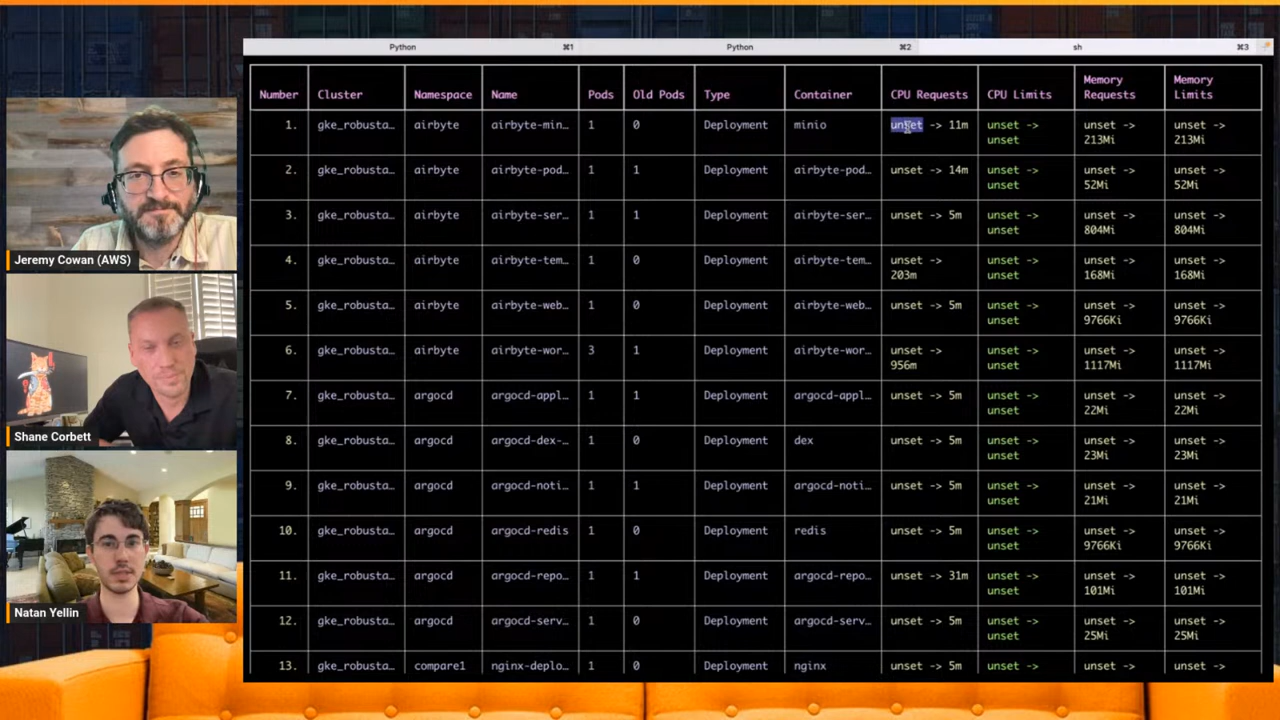 Python ⌘1 Python ⌘2 sh ⌘3
Number Cluster Namespace Name Pods Old Pods Type Container CPU Requests CPU Limits Memory Requests Memory Limits
1. gke_robusta… airbyte airbyte-min… 1 0 Deployment minio unset -> 11m unset -> unset unset -> 213Mi unset -> 213Mi
2. gke_robusta… airbyte airbyte-pod… 1 1 Deployment airbyte-pod… unset -> 14m unset -> unset unset -> 52Mi unset -> 52Mi
3. gke_robusta… airbyte airbyte-ser… 1 1 Deployment airbyte-ser… unset -> 5m unset -> unset unset -> 804Mi unset -> 804Mi
4. gke_robusta… airbyte airbyte-tem… 1 0 Deployment airbyte-tem… unset -> 203m unset -> unset unset -> 168Mi unset -> 168Mi
5. gke_robusta… airbyte airbyte-web… 1 0 Deployment airbyte-web… unset -> 5m unset -> unset unset -> 9766Ki unset -> 9766Ki
6. gke_robusta… airbyte airbyte-wor… 3 1 Deployment airbyte-wor… unset -> 956m unset -> unset unset -> 1117Mi unset -> 1117Mi
7. gke_robusta… argocd argocd-appl… 1 1 Deployment argocd-appl… unset -> 5m unset -> unset unset -> 22Mi unset -> 22Mi
8. gke_robusta… argocd argocd-dex-… 1 0 Deployment dex unset -> 5m unset -> unset unset -> 23Mi unset -> 23Mi
9. gke_robusta… argocd argocd-noti… 1 1 Deployment argocd-noti… unset -> 5m unset -> unset unset -> 21Mi unset -> 21Mi
10. gke_robusta… argocd argocd-redis 1 0 Deployment redis unset -> 5m unset -> unset unset -> 9766Ki unset -> 9766Ki
11. gke_robusta… argocd argocd-repo… 1 1 Deployment argocd-repo… unset -> 31m unset -> unset unset -> 101Mi unset -> 101Mi
12. gke_robusta… argocd argocd-serv… 1 0 Deployment argocd-serv… unset -> 5m unset -> unset unset -> 25Mi unset -> 25Mi
13. gke_robusta… compare1 nginx-deplo… 1 0 Deployment nginx unset -> 5m unset -> unset -> unset ->
Jeremy Cowan (AWS)
Shane Corbett
Natan Yellin